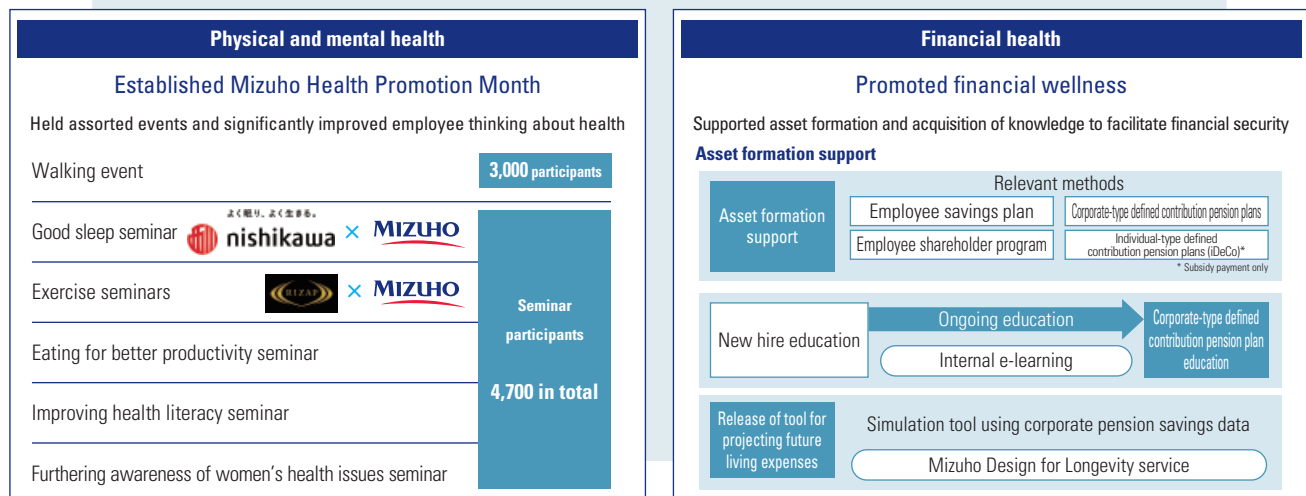 Physical and mental health
Established Mizuho Health Promotion Month
Held assorted events and significantly improved employee thinking about health
Walking event
3,000 participants
Good sleep seminar
よく眠り、よく生きる。
nishikawa × MIZUHO
Exercise seminars
RIZAP × MIZUHO
Eating for better productivity seminar
Improving health literacy seminar
Furthering awareness of women's health issues seminar
Seminar
participants
4,700 in total
Financial health
Promoted financial wellness
Supported asset formation and acquisition of knowledge to facilitate financial security
Asset formation support
Asset formation
support
Relevant methods
Employee savings plan
Corporate-type defined contribution pension plans
Employee shareholder program
Individual-type defined
contribution pension plans (iDeCo)*
* Subsidy payment only
New hire education
Ongoing education
Internal e-learning
Corporate-type defined
contribution pension plan
education
Release of tool for
projecting future
living expenses
Simulation tool using corporate pension savings data
Mizuho Design for Longevity service